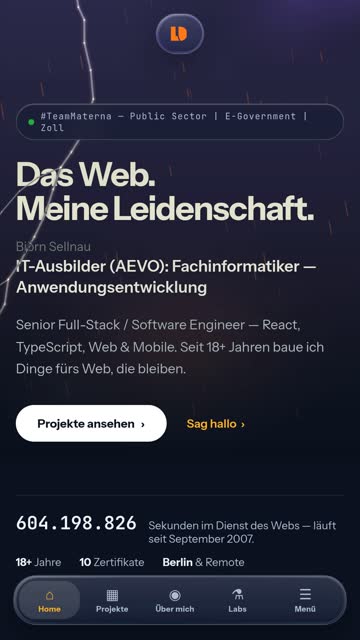 LD
#TeamMaterna — Public Sector | E-Government |
Zoll
Das Web.
Meine Leidenschaft.
Björn Sellnau
IT-Ausbilder (AEVO): Fachinformatiker —
Anwendungsentwicklung
Senior Full-Stack / Software Engineer — React,
TypeScript, Web & Mobile. Seit 18+ Jahren baue ich
Dinge fürs Web, die bleiben.
Projekte ansehen ›
Sag hallo ›
604.198.826 Sekunden im Dienst des Webs — läuft
seit September 2007.
18+ Jahre 10 Zertifikate Berlin & Remote
Home Projekte Über mich Labs Menü